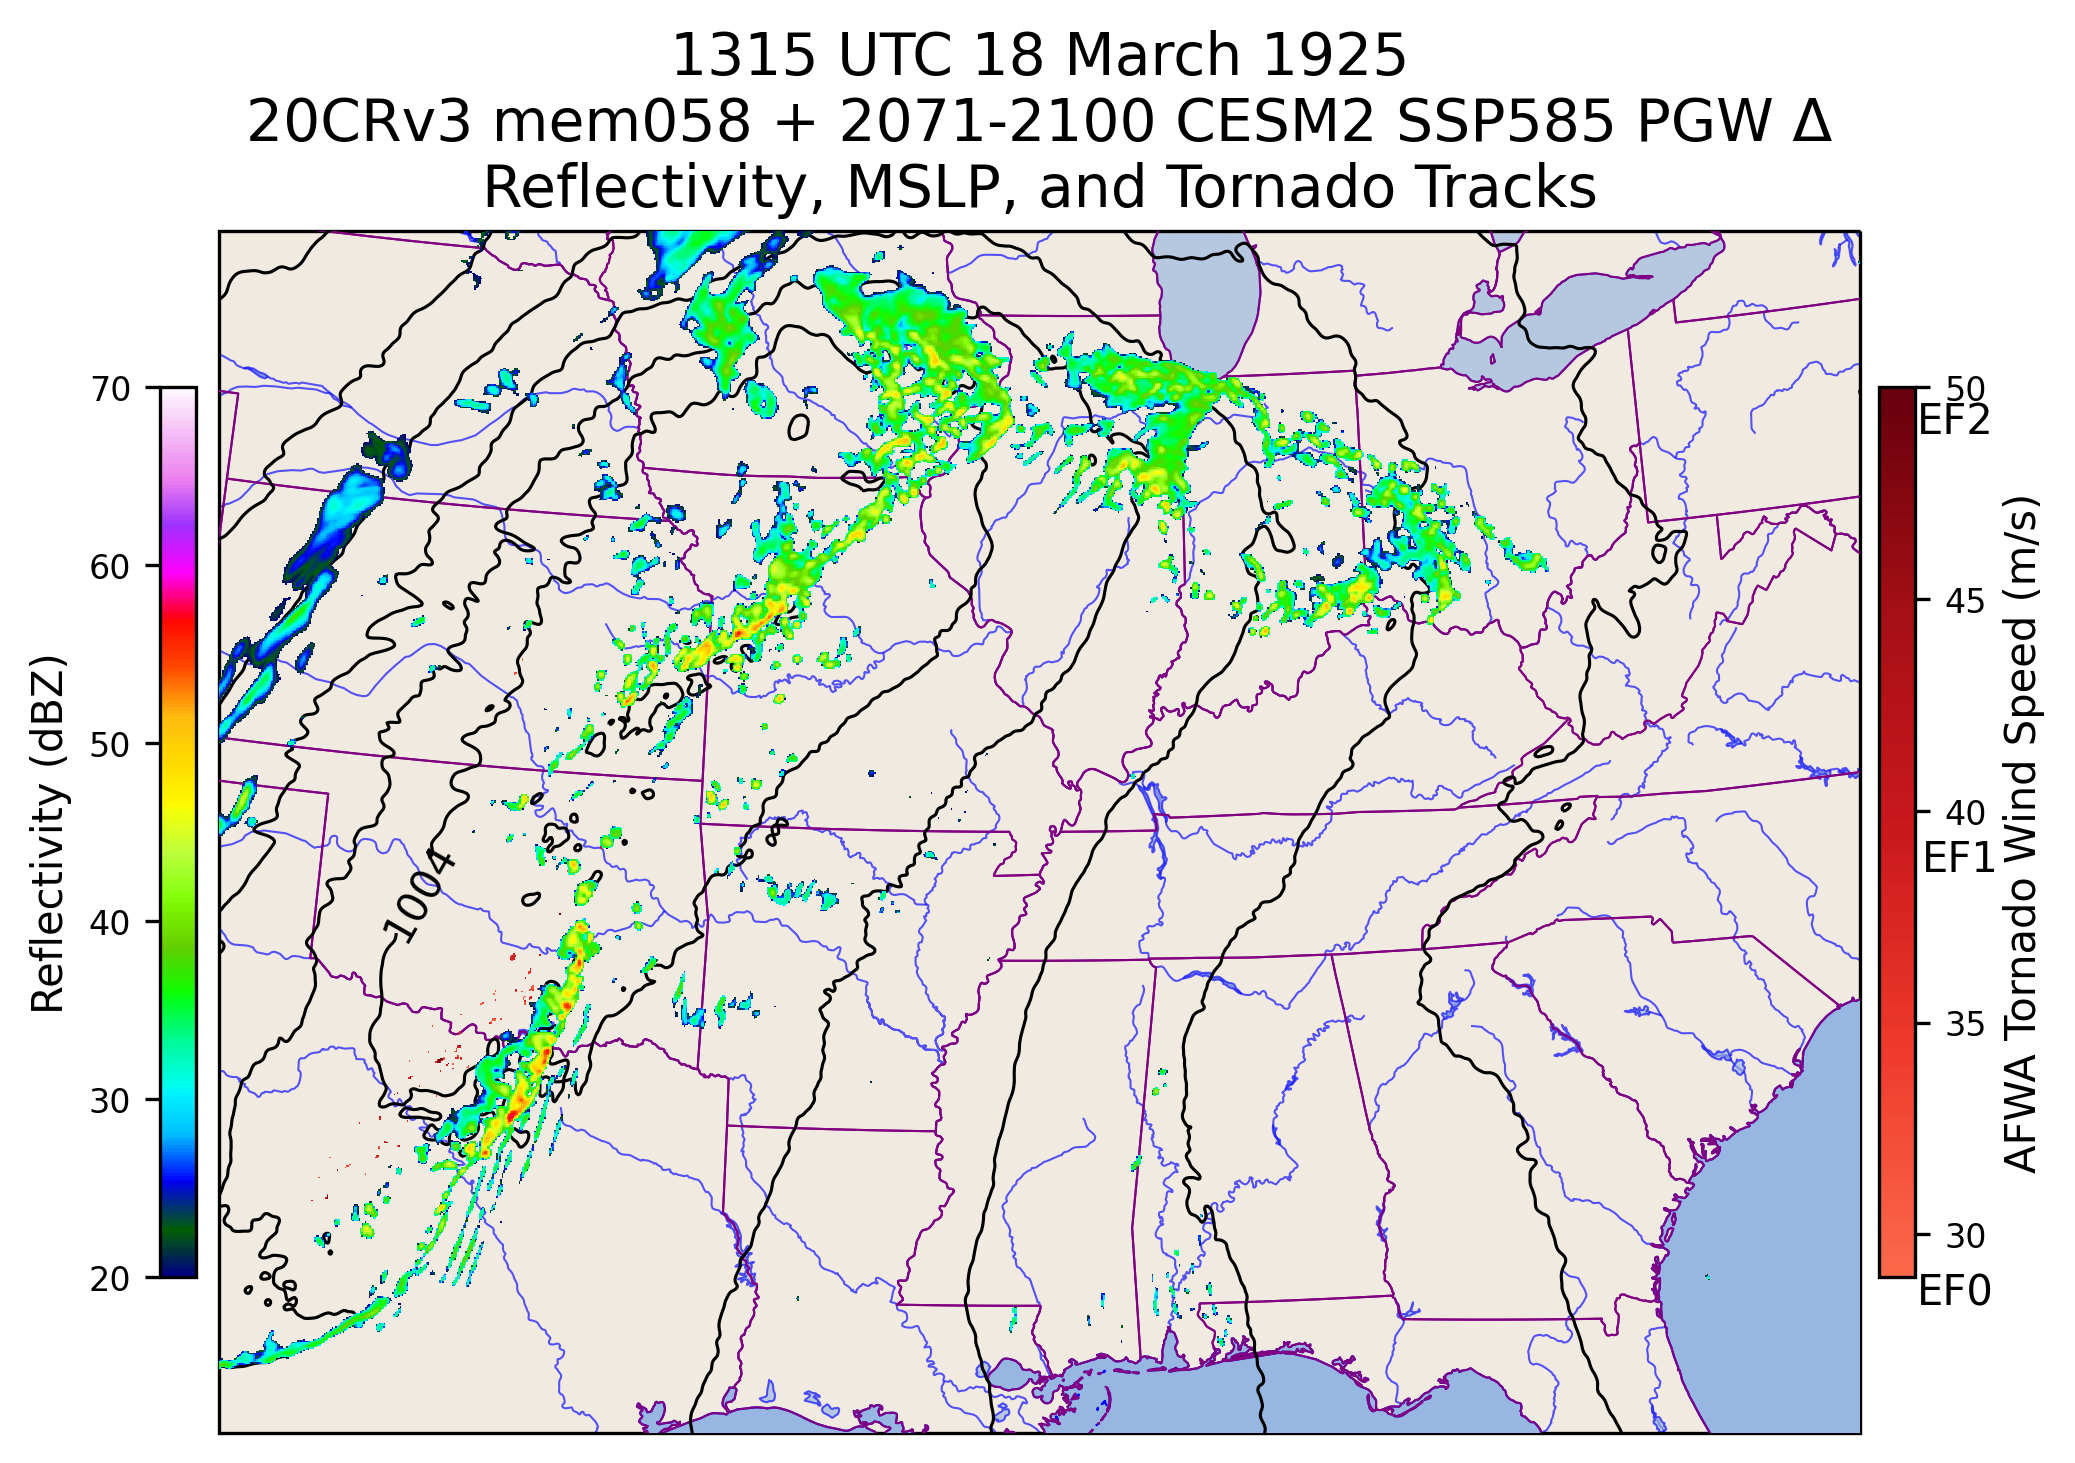 1315 UTC 18 March 1925
20CRv3 mem058 + 2071-2100 CESM2 SSP585 PGW Δ
Reflectivity, MSLP, and Tornado Tracks
70
60
50
40
30
20
Reflectivity (dBZ)
1004
50
EF2
45
40
EF1
35
30
EF0
AFWA Tornado Wind Speed (m/s)